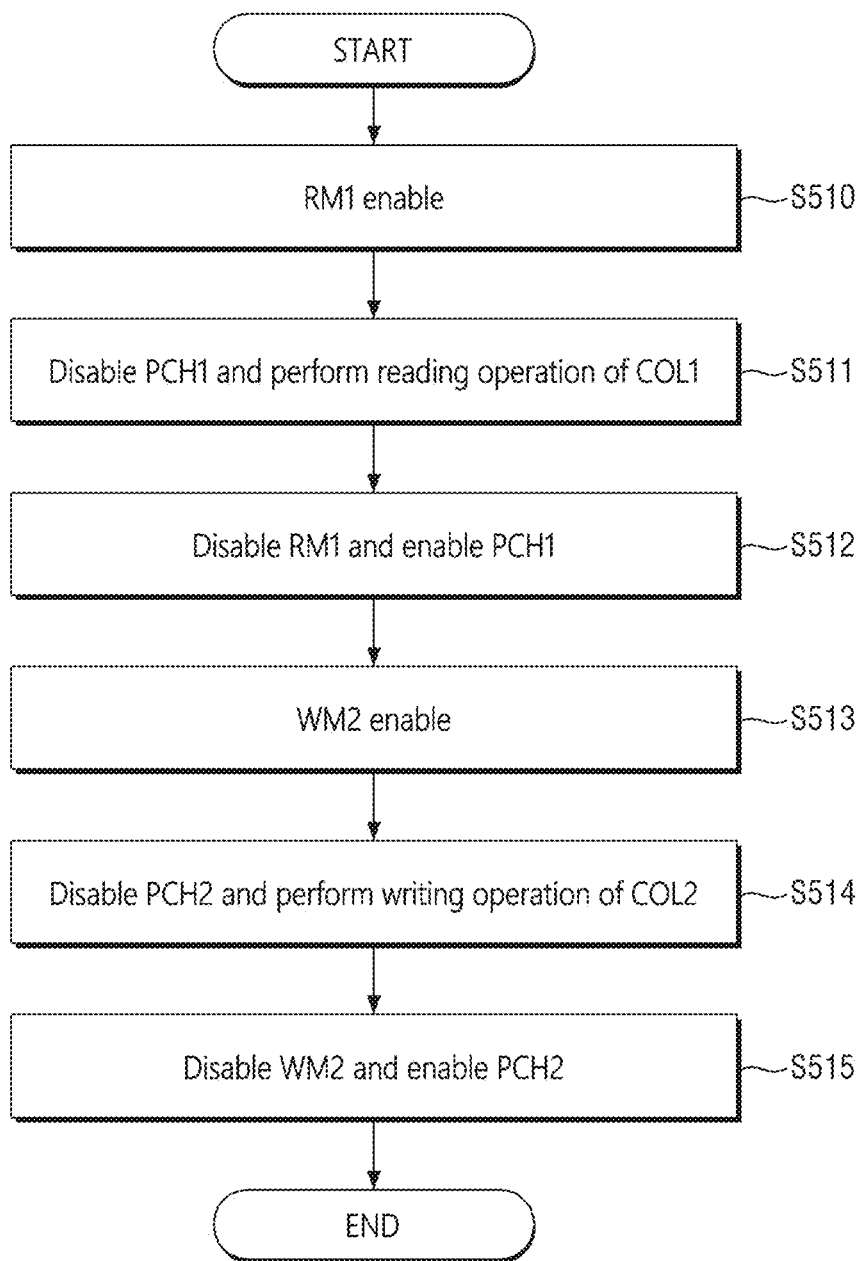 START
RM1 enable
S510
Disable PCH1 and perform reading operation of COL1
S511
Disable RM1 and enable PCH1
S512
WM2 enable
S513
Disable PCH2 and perform writing operation of COL2
S514
Disable WM2 and enable PCH2
S515
END